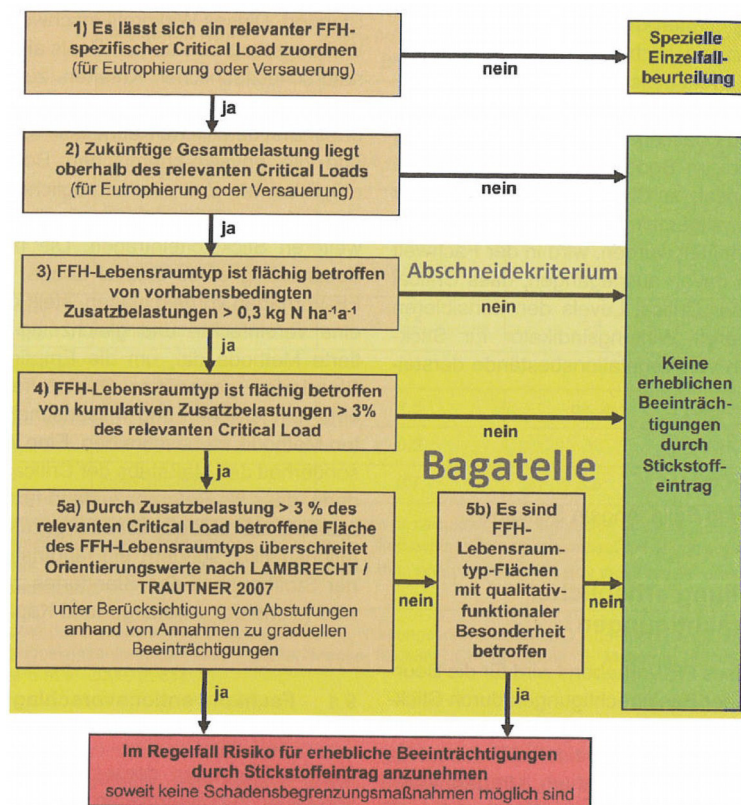 1) Es lässt sich ein relevanter FFH-
spezifischer Critical Load zuordnen
(für Eutrophierung oder Versauerung)
nein
Spezielle
Einzelfall-
beurteilung
ja
2) Zukünftige Gesamtbelastung liegt
oberhalb des relevanten Critical Loads
(für Eutrophierung oder Versauerung)
nein
ja
Abschneidekriterium
3) FFH-Lebensraumtyp ist flächig betroffen
von vorhabensbedingten
Zusatzbelastungen > 0,3 kg N ha⁻¹a⁻¹
nein
ja
4) FFH-Lebensraumtyp ist flächig betroffen
von kumulativen Zusatzbelastungen > 3%
des relevanten Critical Load
nein
ja
Bagatelle
5a) Durch Zusatzbelastung > 3 % des
relevanten Critical Load betroffene Fläche
des FFH-Lebensraumtyps überschreitet
Orientierungswerte nach LAMBRECHT /
TRAUTNER 2007
unter Berücksichtigung von Abstufungen
anhand von Annahmen zu graduellen
Beeinträchtigungen
nein
5b) Es sind
FFH-
Lebensraum-
typ-Flächen
mit qualitativ-
funktionaler
Besonderheit
betroffen
nein
Keine
erheblichen
Beeinträch-
tigungen
durch
Stickstoff-
eintrag
ja
ja
Im Regelfall Risiko für erhebliche Beeinträchtigungen
durch Stickstoffeintrag anzunehmen
soweit keine Schadensbegrenzungsmaßnahmen möglich sind